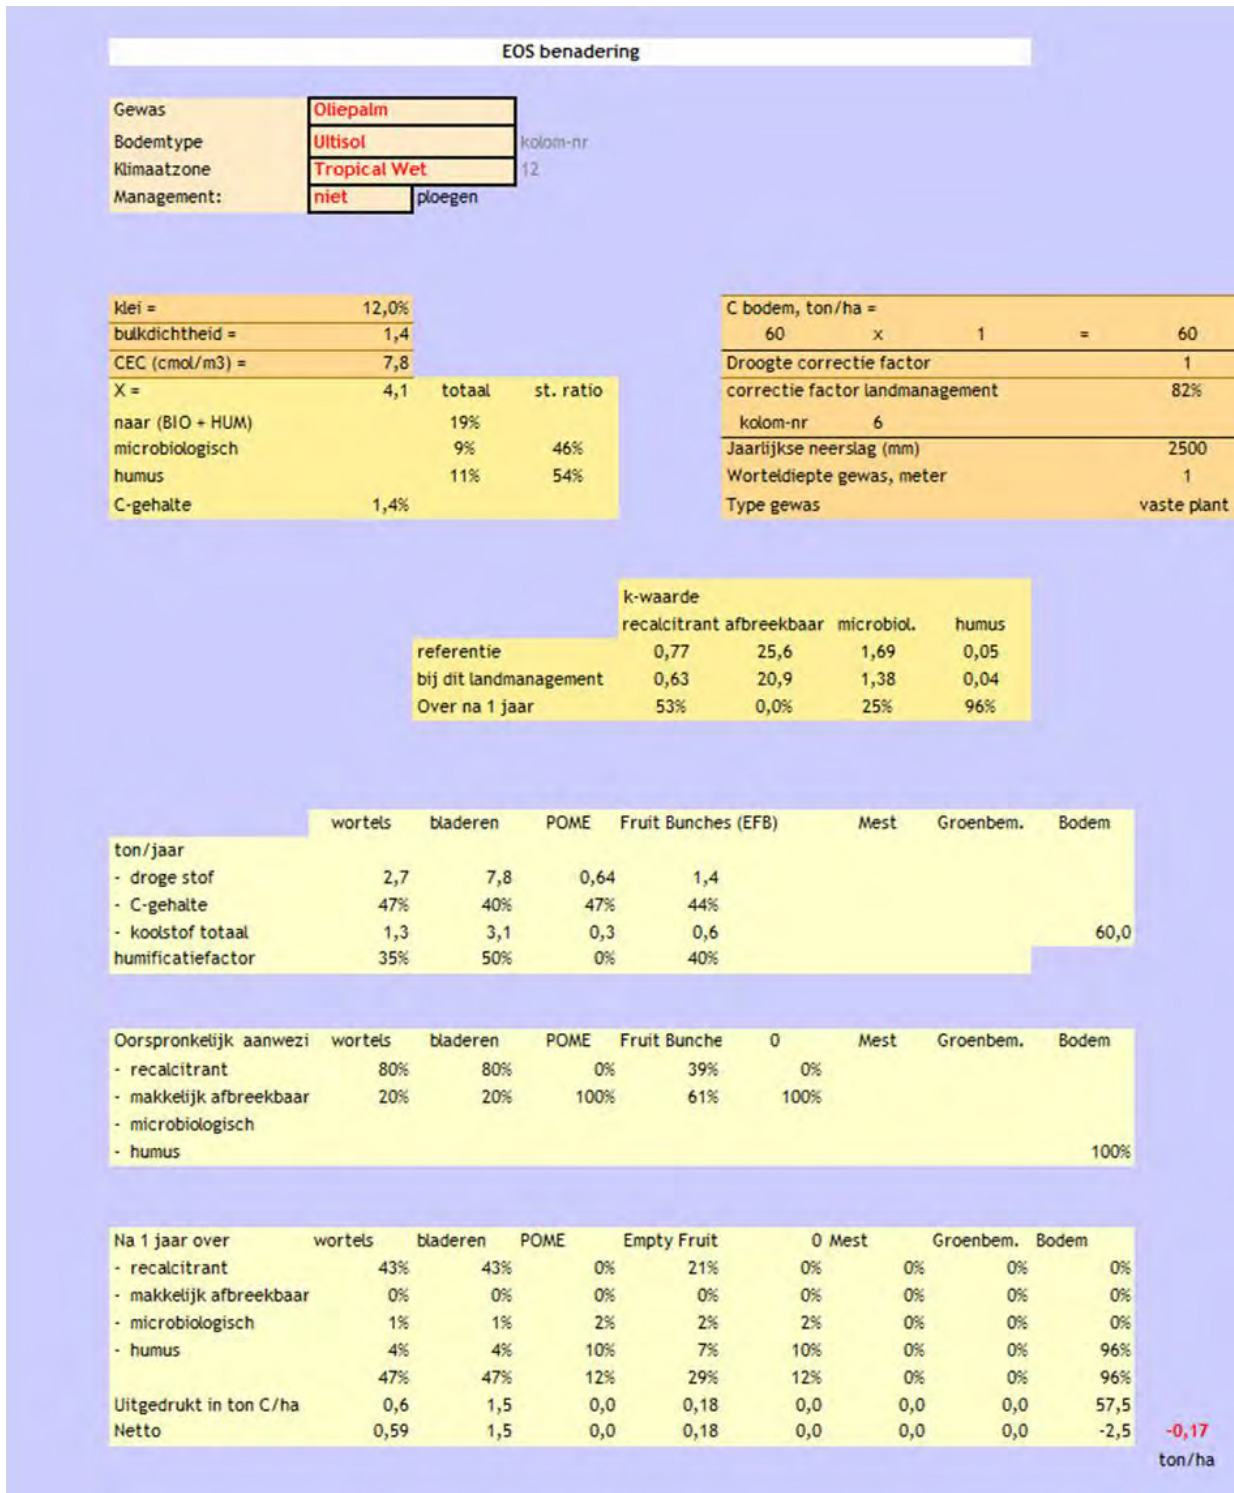 EOS benadering
Gewas Oliepalm
Bodemtype Ultisol kolom-nr
Klimaatzone Tropical Wet 12
Management: niet ploegen
klei = 12,0% C bodem, ton/ha =
bulkdichtheid = 1,4 60 x 1 = 60
CEC (cmol/m3) = 7,8 Droogte correctie factor 1
X = 4,1 totaal st. ratio correctie factor landmanagement 82%
naar (BIO + HUM) 19% kolom-nr 6
microbiologisch 9% 46% Jaarlijkse neerslag (mm) 2500
humus 11% 54% Worteldiepte gewas, meter 1
C-gehalte 1,4% Type gewas vaste plant
k-waarde
recalcitrant afbreekbaar microbiol. humus
referentie 0,77 25,6 1,69 0,05
bij dit landmanagement 0,63 20,9 1,38 0,04
Over na 1 jaar 53% 0,0% 25% 96%
wortels bladeren POME Fruit Bunches (EFB) Mest Groenbem. Bodem
ton/jaar
- droge stof 2,7 7,8 0,64 1,4
- C-gehalte 47% 40% 47% 44%
- koolstof totaal 1,3 3,1 0,3 0,6 60,0
humificatiefactor 35% 50% 0% 40%
Oorspronkelijk aanwezi wortels bladeren POME Fruit Bunche 0 Mest Groenbem. Bodem
- recalcitrant 80% 80% 0% 39% 0%
- makkelijk afbreekbaar 20% 20% 100% 61% 100%
- microbiologisch
- humus 100%
Na 1 jaar over wortels bladeren POME Empty Fruit 0 Mest Groenbem. Bodem
- recalcitrant 43% 43% 0% 21% 0% 0% 0% 0%
- makkelijk afbreekbaar 0% 0% 0% 0% 0% 0% 0% 0%
- microbiologisch 1% 1% 2% 2% 2% 0% 0% 0%
- humus 4% 4% 10% 7% 10% 0% 0% 96%
47% 47% 12% 29% 12% 0% 0% 96%
Uitgedrukt in ton C/ha 0,6 1,5 0,0 0,18 0,0 0,0 0,0 57,5
Netto 0,59 1,5 0,0 0,18 0,0 0,0 0,0 -2,5 -0,17
ton/ha